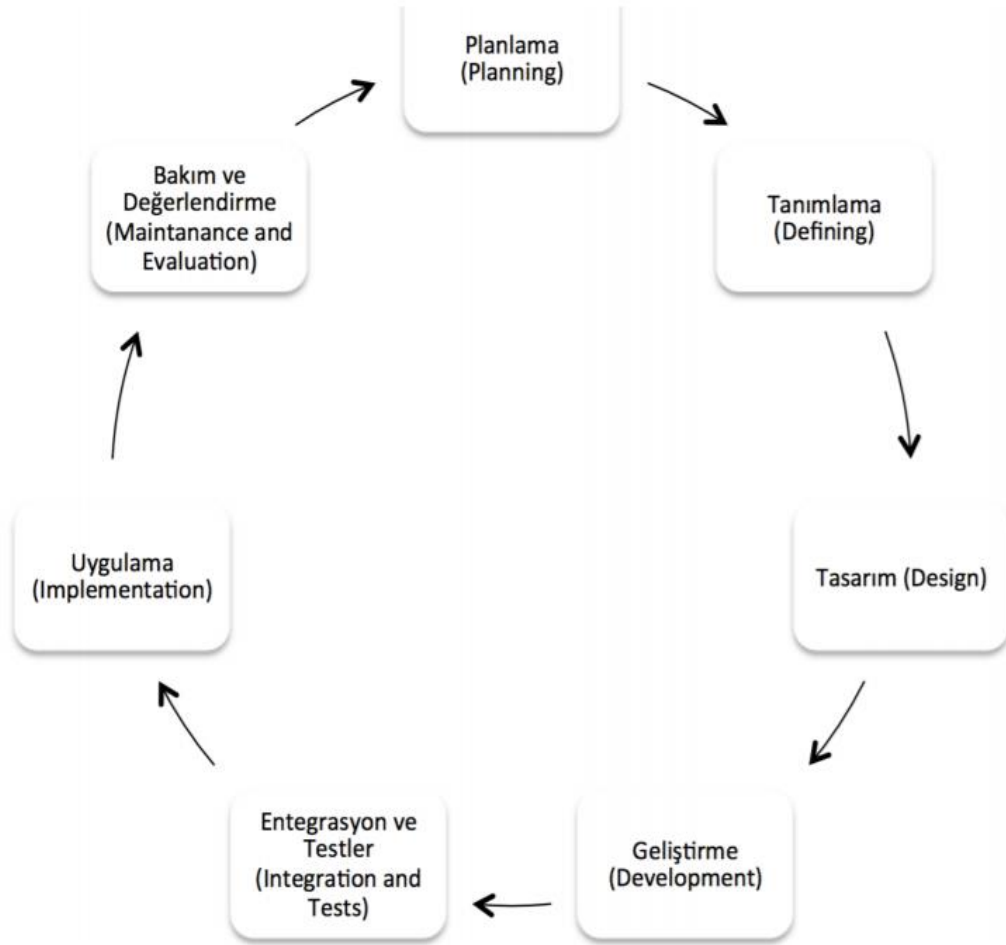 Planlama
(Planning)
Tanımlama
(Defining)
Tasarım (Design)
Geliştirme
(Development)
Entegrasyon ve
Testler
(Integration and
Tests)
Uygulama
(Implementation)
Bakım ve
Değerlendirme
(Maintanance and
Evaluation)